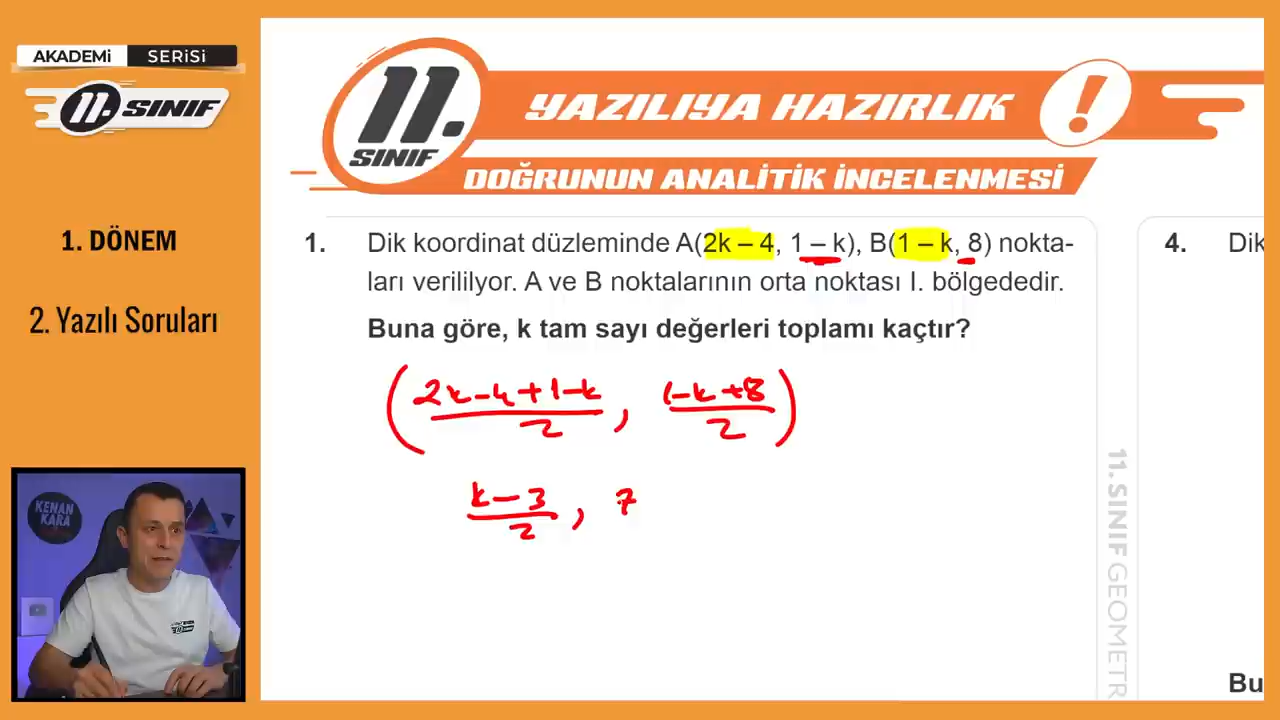 AKADEMİ SERİSİ
11. SINIF
1. DÖNEM
2. Yazılı Soruları
KENAN
KARA
11.
SINIF
YAZILIYA HAZIRLIK !
DOĞRUNUN ANALİTİK İNCELENMESİ
1. Dik koordinat düzleminde A(2k – 4, 1 – k), B(1 – k, 8) nokta-
ları verililyor. A ve B noktalarının orta noktası I. bölgededir.
Buna göre, k tam sayı değerleri toplamı kaçtır?
(2k-4+1-k/2, 1-k+8/2)
k-3/2, 7
11. SINIF GEOMETR
4. Dik
Bu